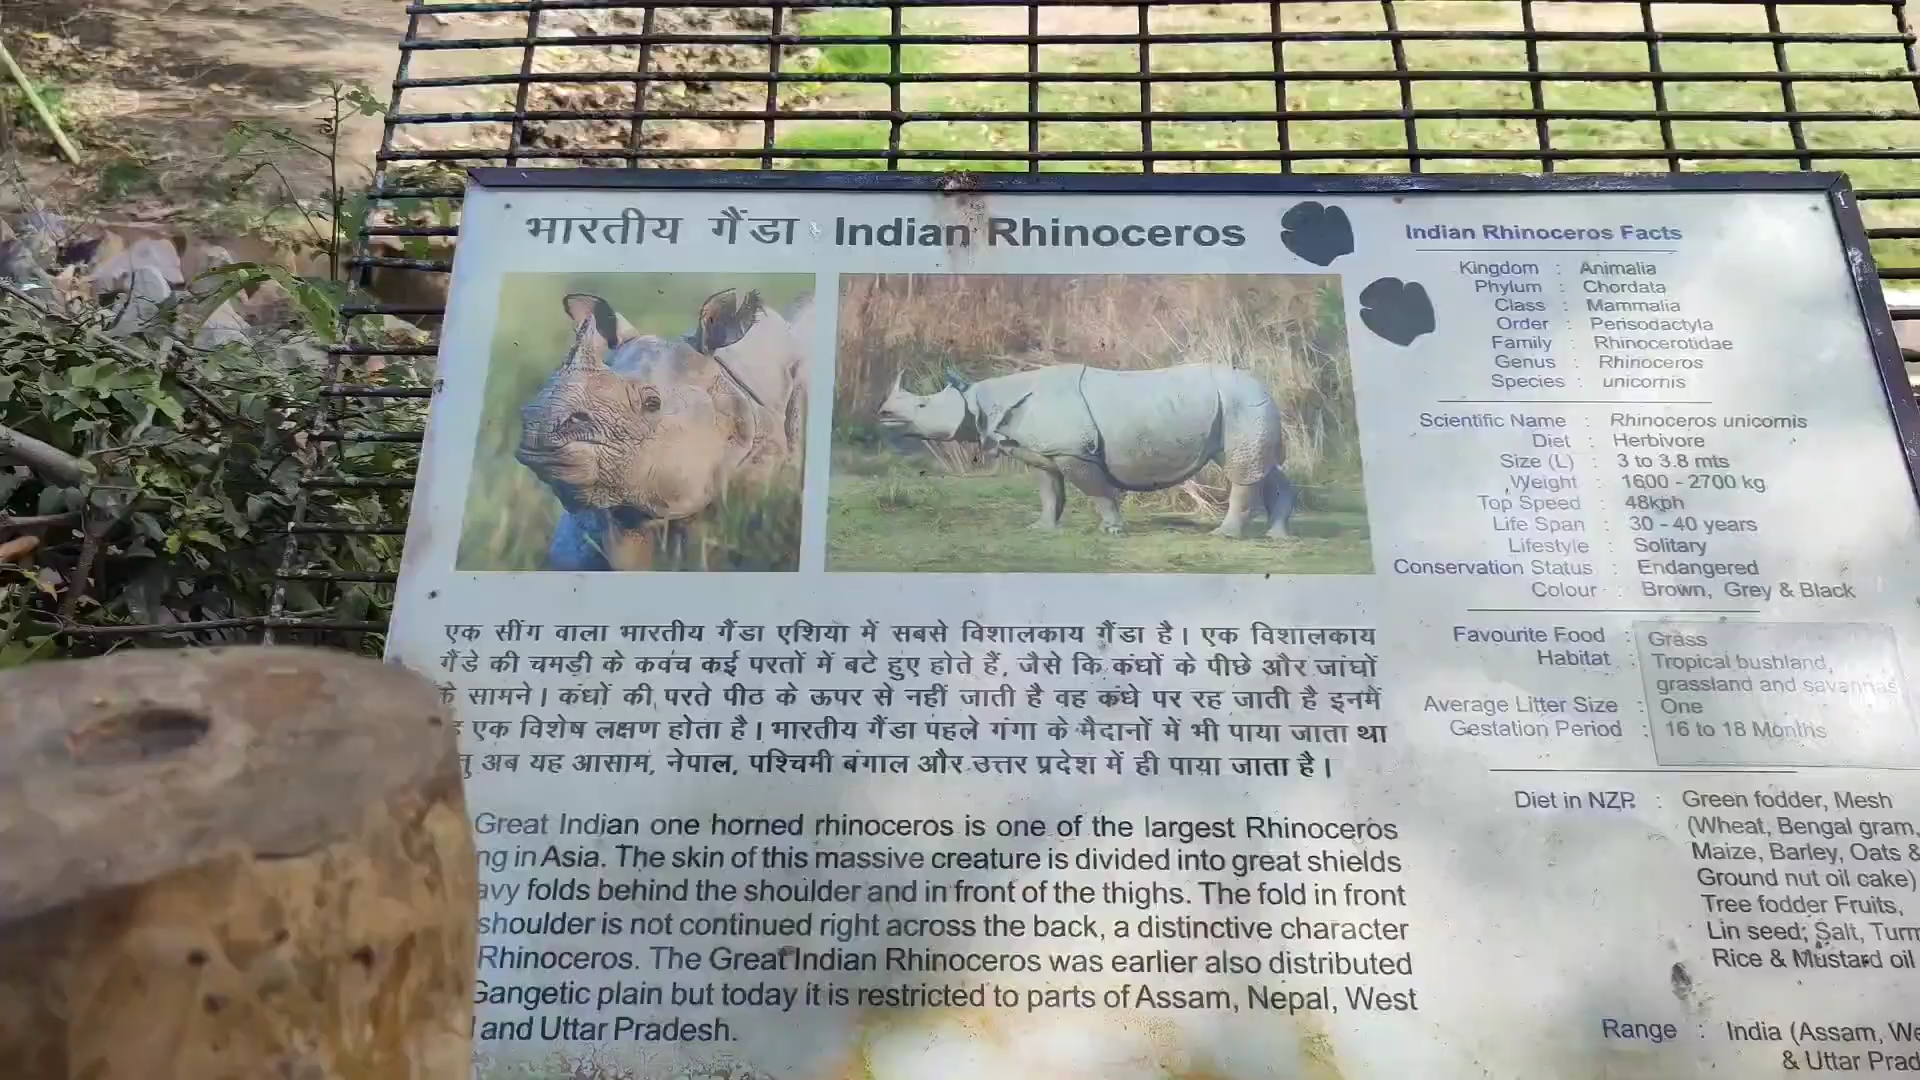 भारतीय गैंडा Indian Rhinoceros
एक सींग वाला भारतीय गैंडा एशिया में सबसे विशालकाय गैंडा है। एक विशालकाय
गैंडे की चमड़ी के कवच कई परतों में बटे हुए होते हैं, जैसे कि कंधों के पीछे और जांघों
के सामने। कंधों की परते पीठ के ऊपर से नहीं जाती है वह कंधे पर रह जाती है इनमें
एक विशेष लक्षण होता है। भारतीय गैंडा पहले गंगा के मैदानों में भी पाया जाता था
अब यह आसाम, नेपाल, पश्चिमी बंगाल और उत्तर प्रदेश में ही पाया जाता है।
Great Indian one horned rhinoceros is one of the largest Rhinoceros
in Asia. The skin of this massive creature is divided into great shields
folds behind the shoulder and in front of the thighs. The fold in front
shoulder is not continued right across the back, a distinctive character
Rhinoceros. The Great Indian Rhinoceros was earlier also distributed
Gangetic plain but today it is restricted to parts of Assam, Nepal, West
and Uttar Pradesh.
Indian Rhinoceros Facts
Kingdom : Animalia
Phylum : Chordata
Class : Mammalia
Order : Perisodactyla
Family : Rhinocerotidae
Genus : Rhinoceros
Species : unicornis
Scientific Name : Rhinoceros unicornis
Diet : Herbivore
Size (L) : 3 to 3.8 mts
Weight : 1600 - 2700 kg
Top Speed : 48kph
Life Span : 30 - 40 years
Lifestyle : Solitary
Conservation Status : Endangered
Colour : Brown, Grey & Black
Favourite Food : Grass
Habitat : Tropical bushland,
grassland and savannas
Average Litter Size : One
Gestation Period : 16 to 18 Months
Diet in NZP : Green fodder, Mesh
(Wheat, Bengal gram,
Maize, Barley, Oats &
Ground nut oil cake)
Tree fodder Fruits,
Lin seed, Salt,
Rice & Mustard oil
Range : India (Assam,
& Uttar